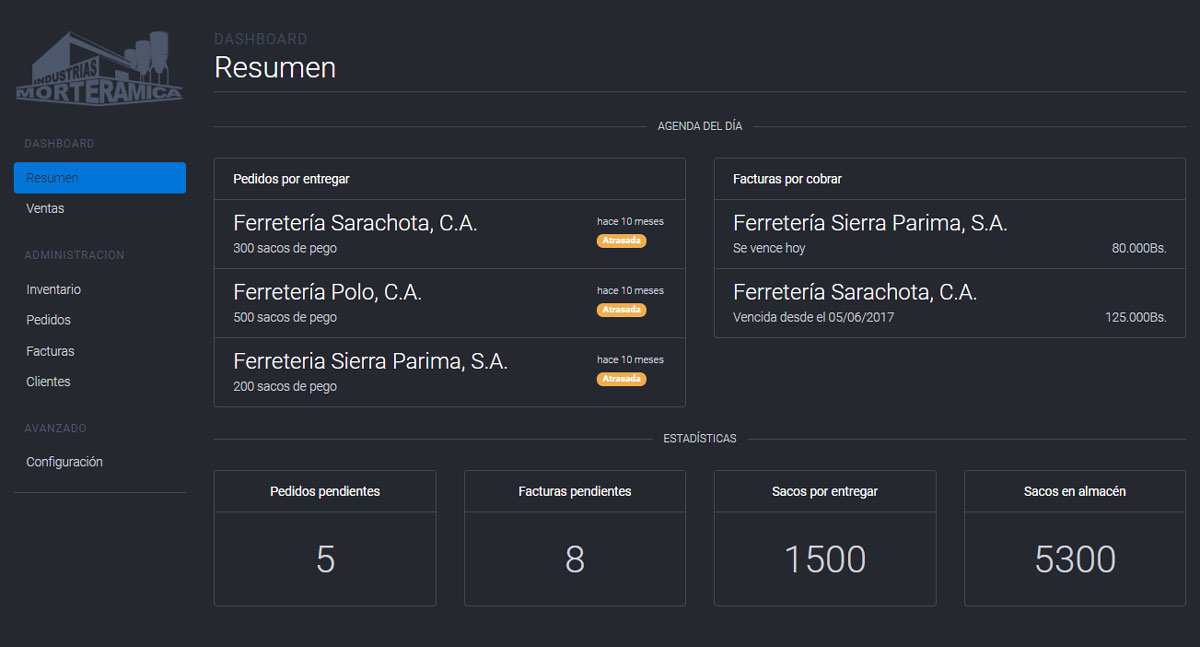 INDUSTRIAS
MORTERAMICA
DASHBOARD
Resumen
Ventas
ADMINISTRACION
Inventario
Pedidos
Facturas
Clientes
AVANZADO
Configuración
DASHBOARD
Resumen
AGENDA DEL DÍA
Pedidos por entregar
Ferretería Sarachota, C.A.
hace 10 meses
300 sacos de pego
Atrasada
Ferretería Polo, C.A.
hace 10 meses
500 sacos de pego
Atrasada
Ferreteria Sierra Parima, S.A.
hace 10 meses
200 sacos de pego
Atrasada
Facturas por cobrar
Ferretería Sierra Parima, S.A.
Se vence hoy 80.000Bs.
Ferretería Sarachota, C.A.
Vencida desde el 05/06/2017 125.000Bs.
ESTADÍSTICAS
Pedidos pendientes
5
Facturas pendientes
8
Sacos por entregar
1500
Sacos en almacén
5300